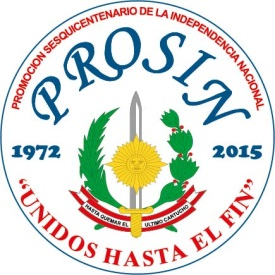 PROMOCION SESQUICENTENARIO DE LA INDEPENDENCIA NACIONAL
PROSIN
1972 2015
HASTA QUEMAR EL ULTIMO CARTUCHO
"UNIDOS HASTA EL FIN"